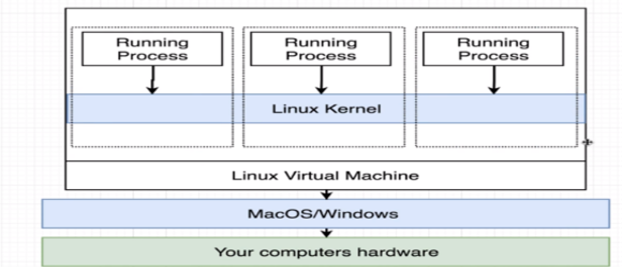 Running
Process
Running
Process
Running
Process
Linux Kernel
Linux Virtual Machine
MacOS/Windows
Your computers hardware